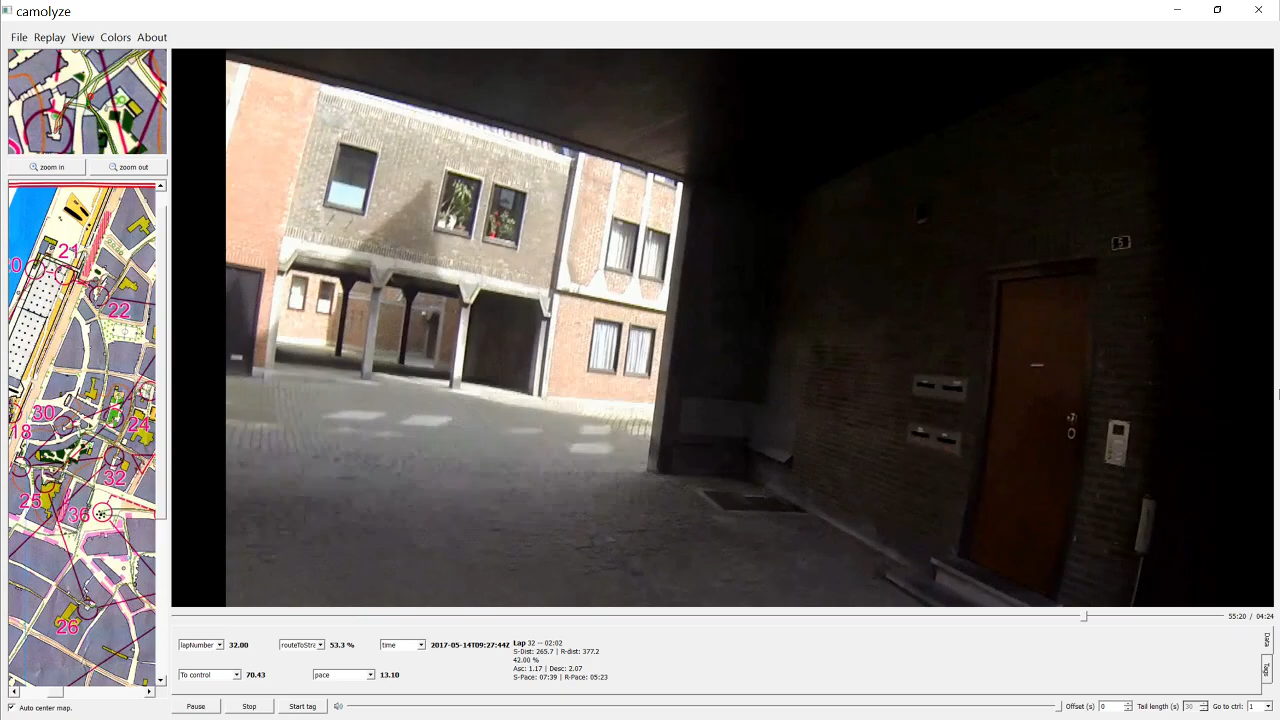 camolyze
File Replay View Colors About
zoom in zoom out
21
22
30
18
24
32
25
36
26
5
55:20 / 04:24
Data
Tags
lapNumber 32.00 routeToStra 53.3 % time 2017-05-14T09:27:44Z
Lap 32 -- 02:02
S-Dist: 265.7 | R-dist: 377.2
42.00 %
Asc: 1.17 | Desc: 2.07
S-Pace: 07:39 | R-Pace: 05:23
To control 70.43 pace 13.10
Auto center map.
Pause Stop Start tag Offset (s) 0 Tail length (s) 30 Go to ctrl: 1